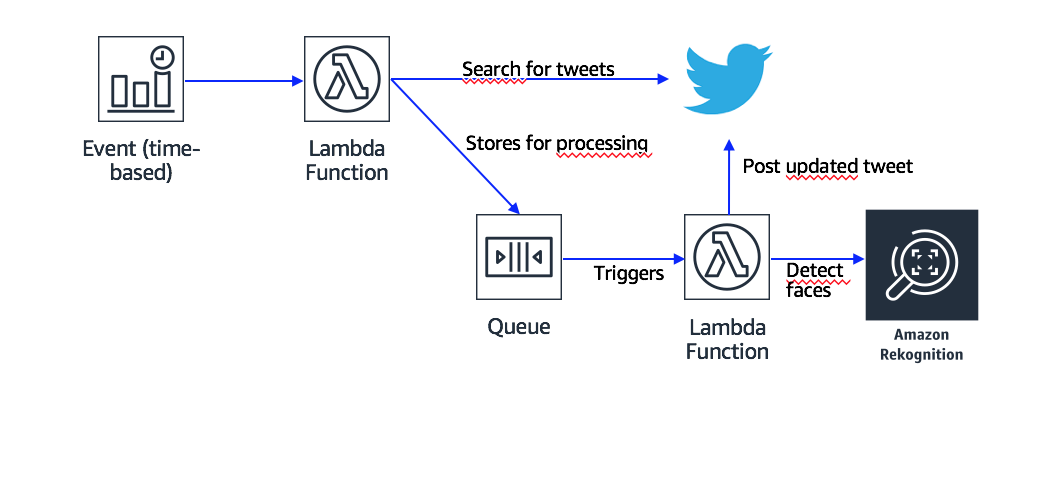 Search for tweets
Event (time-
based)
Lambda
Function
Stores for processing
Post updated tweet
Triggers
Detect
faces
Queue
Lambda
Function
Amazon
Rekognition